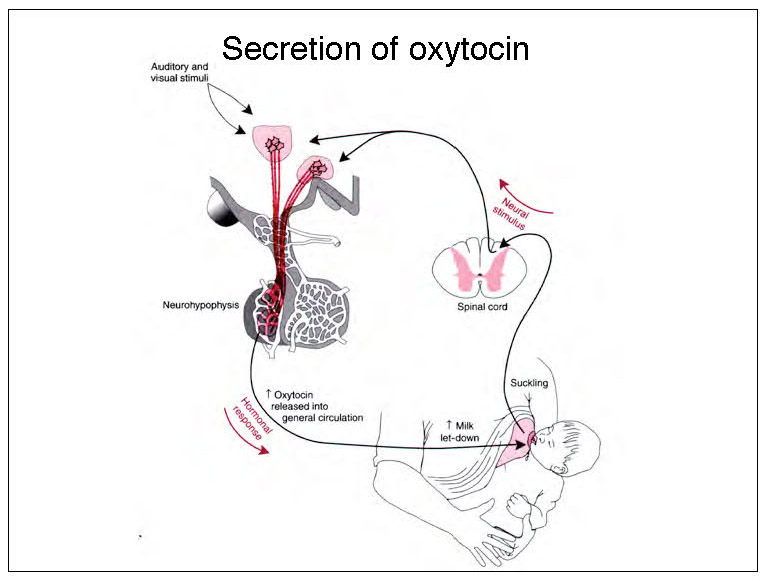 Secretion of oxytocin
Auditory and
visual stimuli
Neural
stimulus
Spinal cord
Neurohypophysis
Suckling
↑ Oxytocin
released into
general circulation
Hormonal
response
↑ Milk
let-down